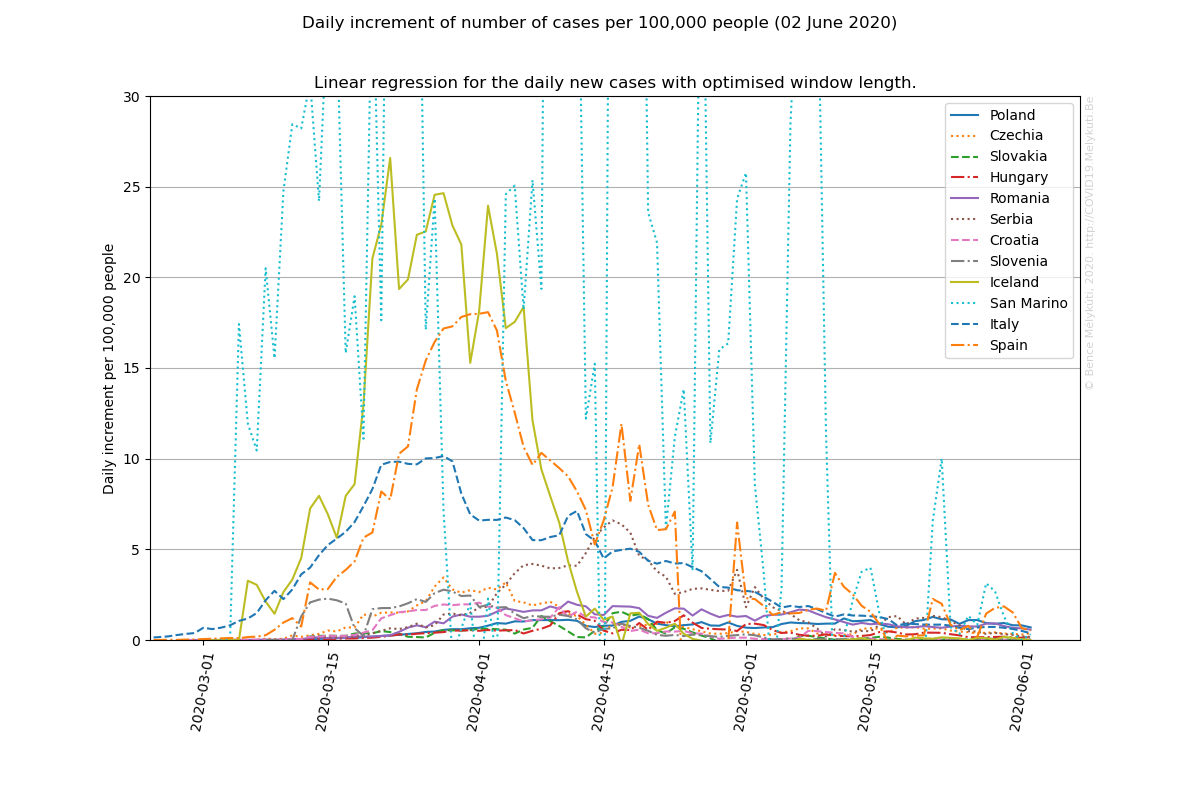 Daily increment of number of cases per 100,000 people (02 June 2020)
Linear regression for the daily new cases with optimised window length.
Daily increment per 100,000 people
30
25
20
15
10
5
0
2020-03-01
2020-03-15
2020-04-01
2020-04-15
2020-05-01
2020-05-15
2020-06-01
Poland
Czechia
Slovakia
Hungary
Romania
Serbia
Croatia
Slovenia
Iceland
San Marino
Italy
Spain
© Bence Mélykúti, 2020. http://COVID19.Melykuti.Be